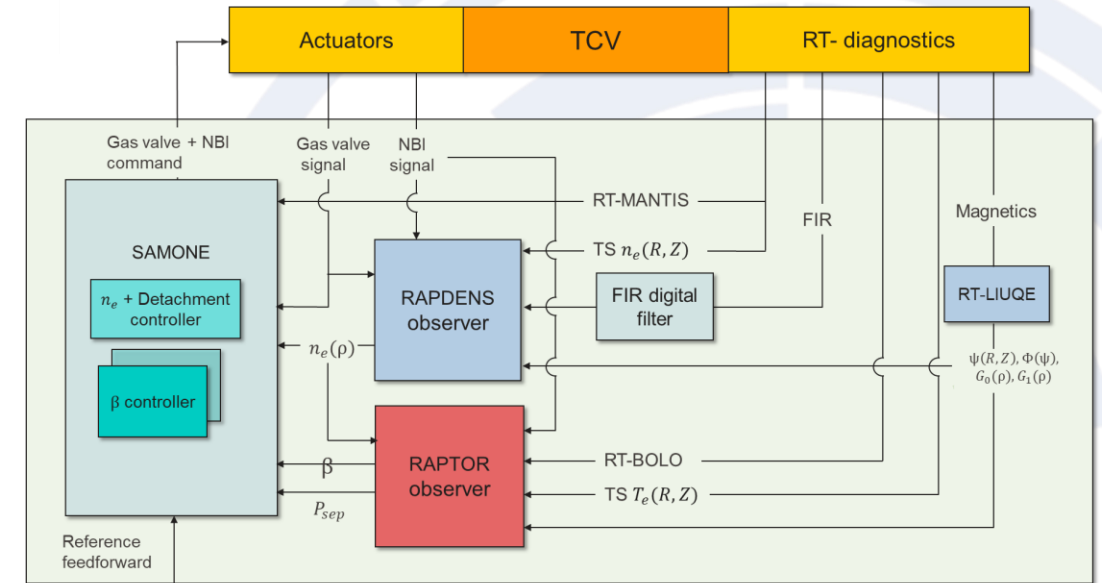 Actuators
TCV
RT- diagnostics
Gas valve + NBI
command
Gas valve
signal
NBI
signal
RT-MANTIS
FIR
Magnetics
SAMONE
TS nₑ(R, Z)
nₑ + Detachment
controller
RAPDENS
observer
FIR digital
filter
RT-LIUQE
nₑ(ρ)
ψ(R, Z), Φ(ψ),
G₀(ρ), G₁(ρ)
β controller
RAPTOR
observer
RT-BOLO
β
TS Tₑ(R, Z)
Pₛₑₚ
Reference
feedforward